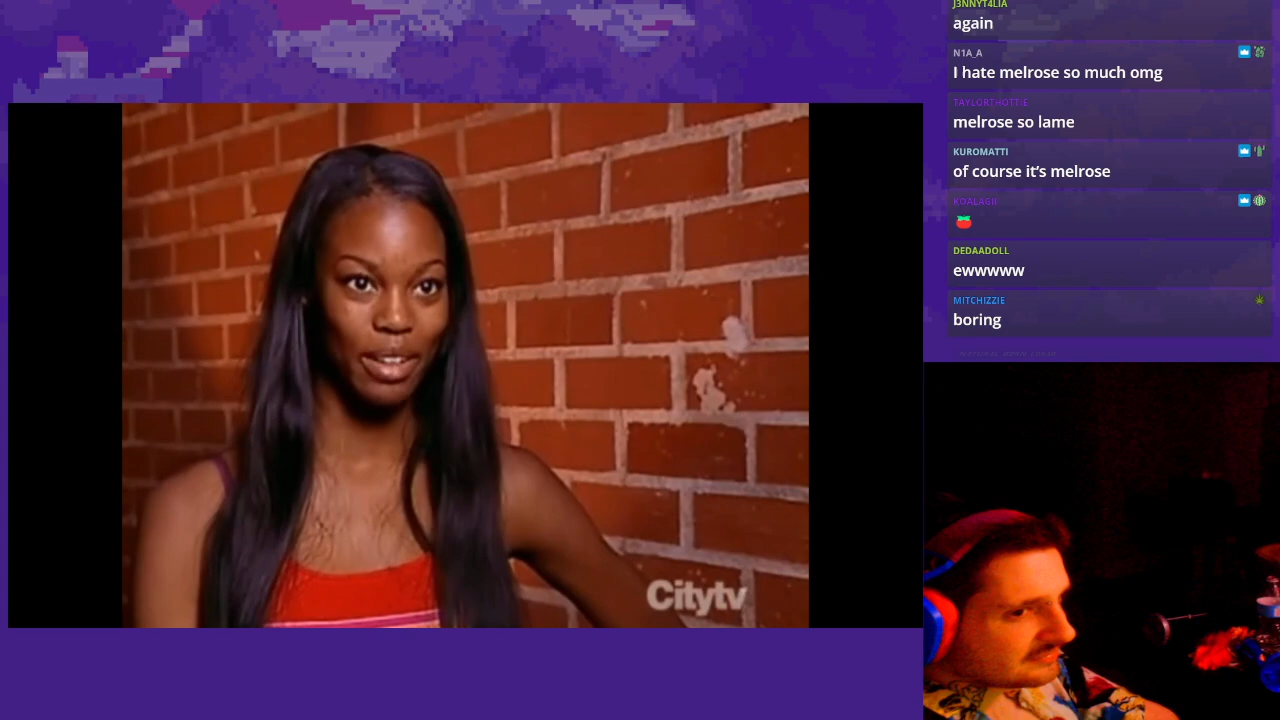 J3NNYT4LIA
again
N1A_A
I hate melrose so much omg
TAYLORTHOTTIE
melrose so lame
KUROMATTI
of course it’s melrose
KOALAGII
DEDAADOLL
ewwwww
MITCHIZZIE
boring
Citytv